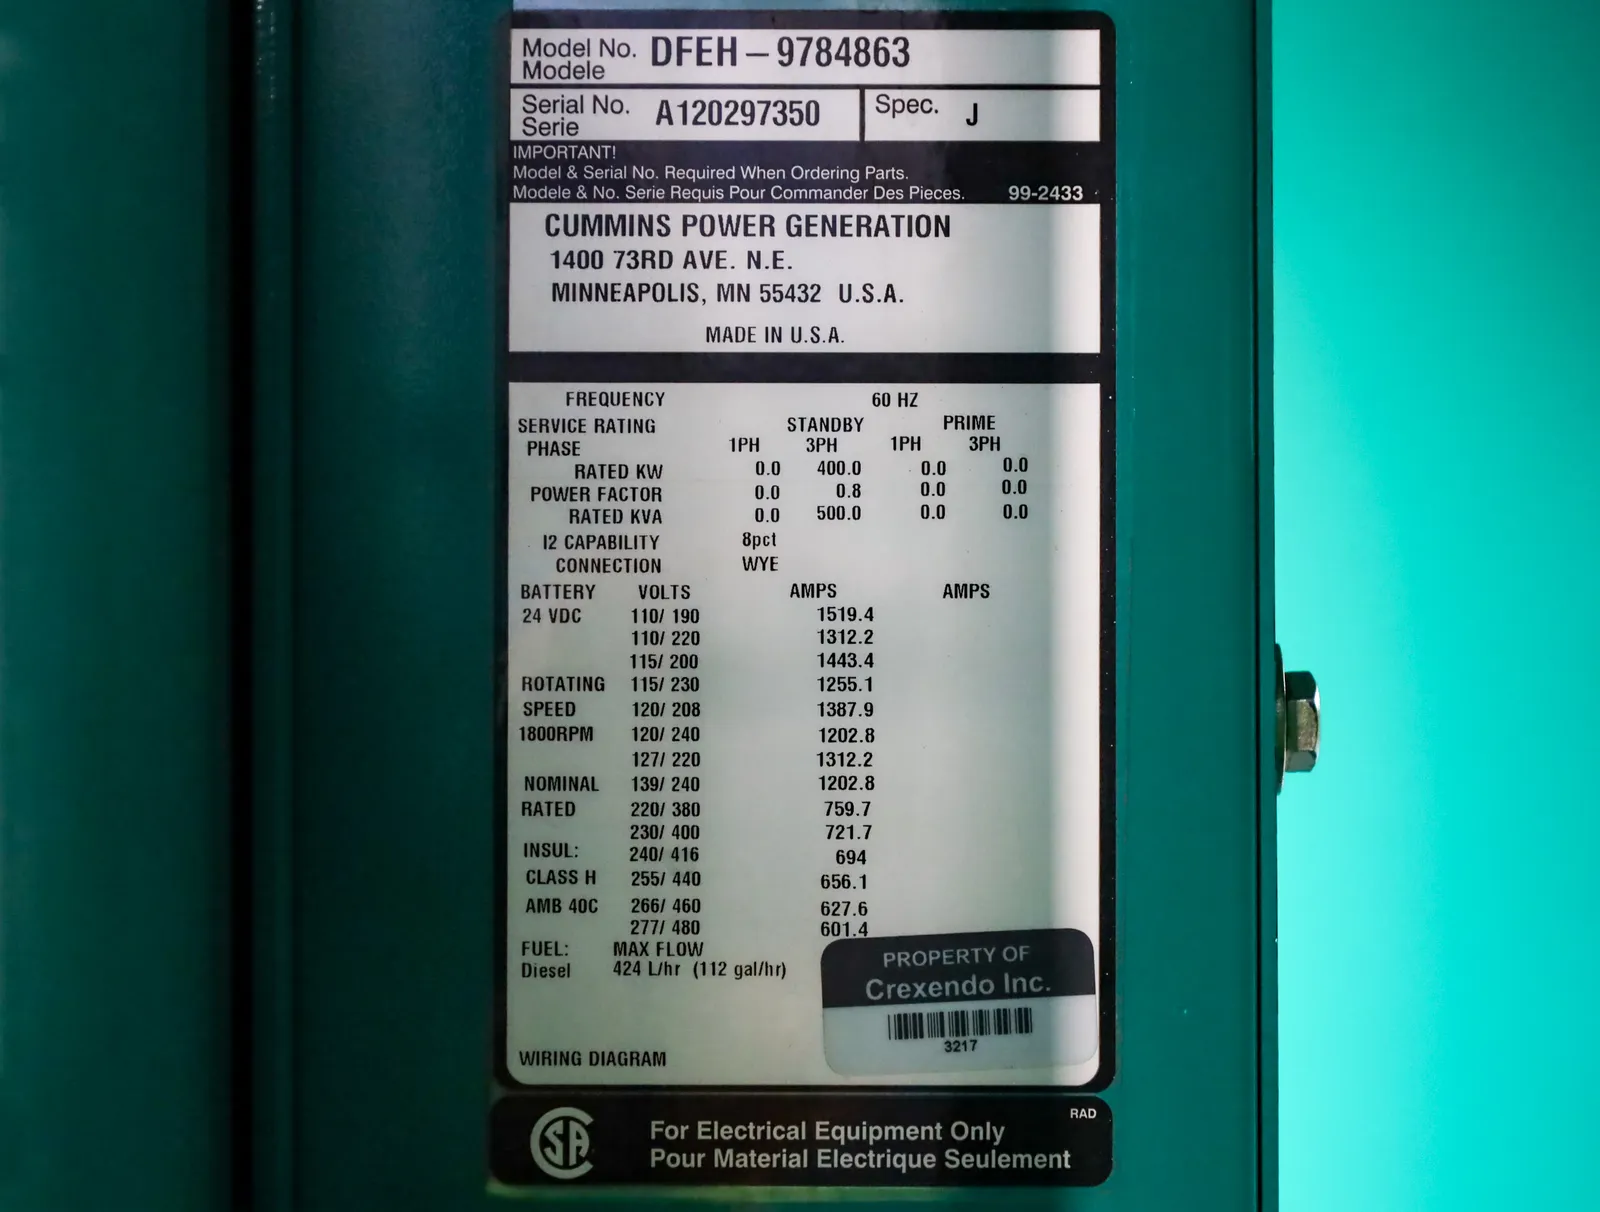 Model No. DFEH – 9784863
Modele
Serial No. A120297350 Spec. J
Serie
IMPORTANT!
Model & Serial No. Required When Ordering Parts.
Modele & No. Serie Requis Pour Commander Des Pieces. 99-2433
CUMMINS POWER GENERATION
1400 73RD AVE. N.E.
MINNEAPOLIS, MN 55432 U.S.A.
MADE IN U.S.A.
FREQUENCY 60 HZ
SERVICE RATING STANDBY PRIME
PHASE 1PH 3PH 1PH 3PH
RATED KW 0.0 400.0 0.0 0.0
POWER FACTOR 0.0 0.8 0.0 0.0
RATED KVA 0.0 500.0 0.0 0.0
I2 CAPABILITY 8pct
CONNECTION WYE
BATTERY VOLTS AMPS AMPS
24 VDC 110/ 190 1519.4
110/ 220 1312.2
115/ 200 1443.4
ROTATING 115/ 230 1255.1
SPEED 120/ 208 1387.9
1800RPM 120/ 240 1202.8
127/ 220 1312.2
NOMINAL 139/ 240 1202.8
RATED 220/ 380 759.7
230/ 400 721.7
INSUL: 240/ 416 694
CLASS H 255/ 440 656.1
AMB 40C 266/ 460 627.6
277/ 480 601.4
FUEL: MAX FLOW
Diesel 424 L/hr (112 gal/hr)
PROPERTY OF
Crexendo Inc.
3217
WIRING DIAGRAM
RAD
CSA
For Electrical Equipment Only
Pour Material Electrique Seulement